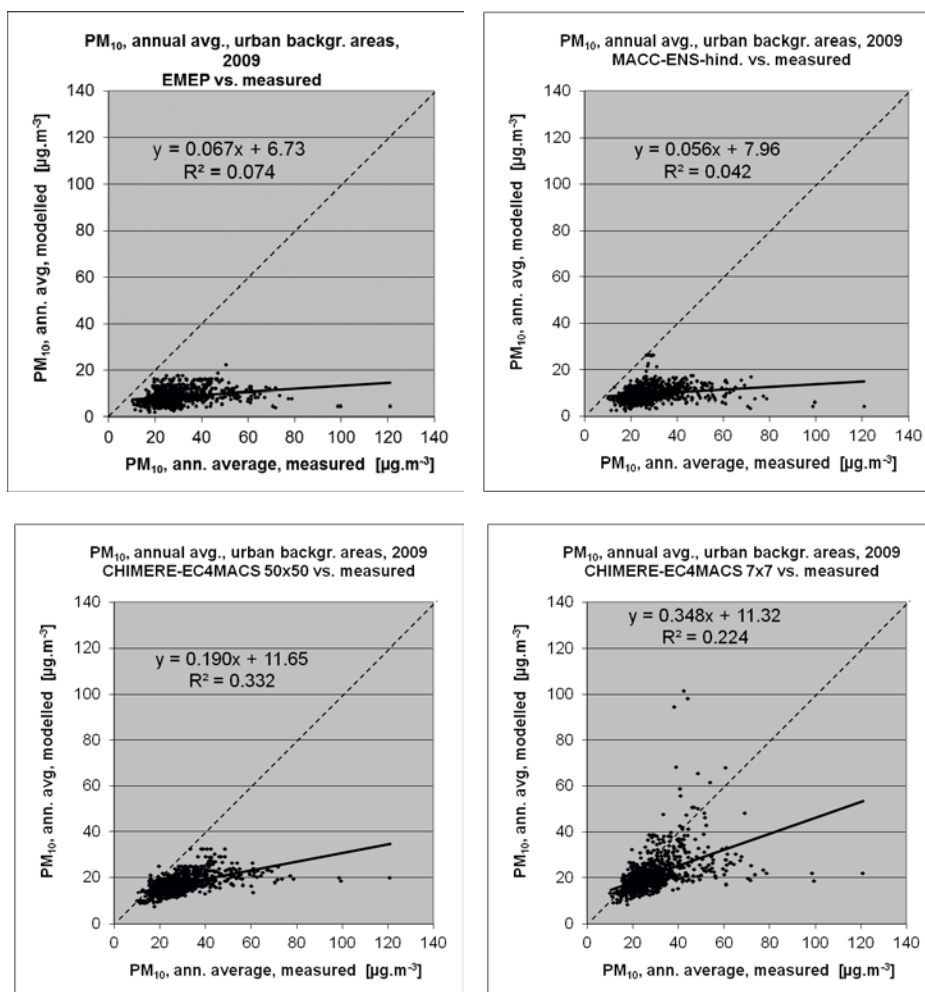 PM₁₀, annual avg., urban backgr. areas,
2009
EMEP vs. measured
y = 0.067x + 6.73
R² = 0.074
PM₁₀, ann. avg, modelled [µg.m⁻³]
140
120
100
80
60
40
20
0
0 20 40 60 80 100 120 140
PM₁₀, ann. average, measured [µg.m⁻³]
PM₁₀, annual avg., urban backgr. areas, 2009
MACC-ENS-hind. vs. measured
y = 0.056x + 7.96
R² = 0.042
PM₁₀, ann. avg, modelled [µg.m⁻³]
140
120
100
80
60
40
20
0
0 20 40 60 80 100 120 140
PM₁₀, ann. average, measured [µg.m⁻³]
PM₁₀, annual avg., urban backgr. areas, 2009
CHIMERE-EC4MACS 50x50 vs. measured
y = 0.190x + 11.65
R² = 0.332
PM₁₀, ann. avg, modelled [µg.m⁻³]
140
120
100
80
60
40
20
0
0 20 40 60 80 100 120 140
PM₁₀, ann. average, measured [µg.m⁻³]
PM₁₀, annual avg., urban backgr. areas, 2009
CHIMERE-EC4MACS 7x7 vs. measured
y = 0.348x + 11.32
R² = 0.224
PM₁₀, ann. avg, modelled [µg.m⁻³]
140
120
100
80
60
40
20
0
0 20 40 60 80 100 120 140
PM₁₀, ann. average, measured [µg.m⁻³]